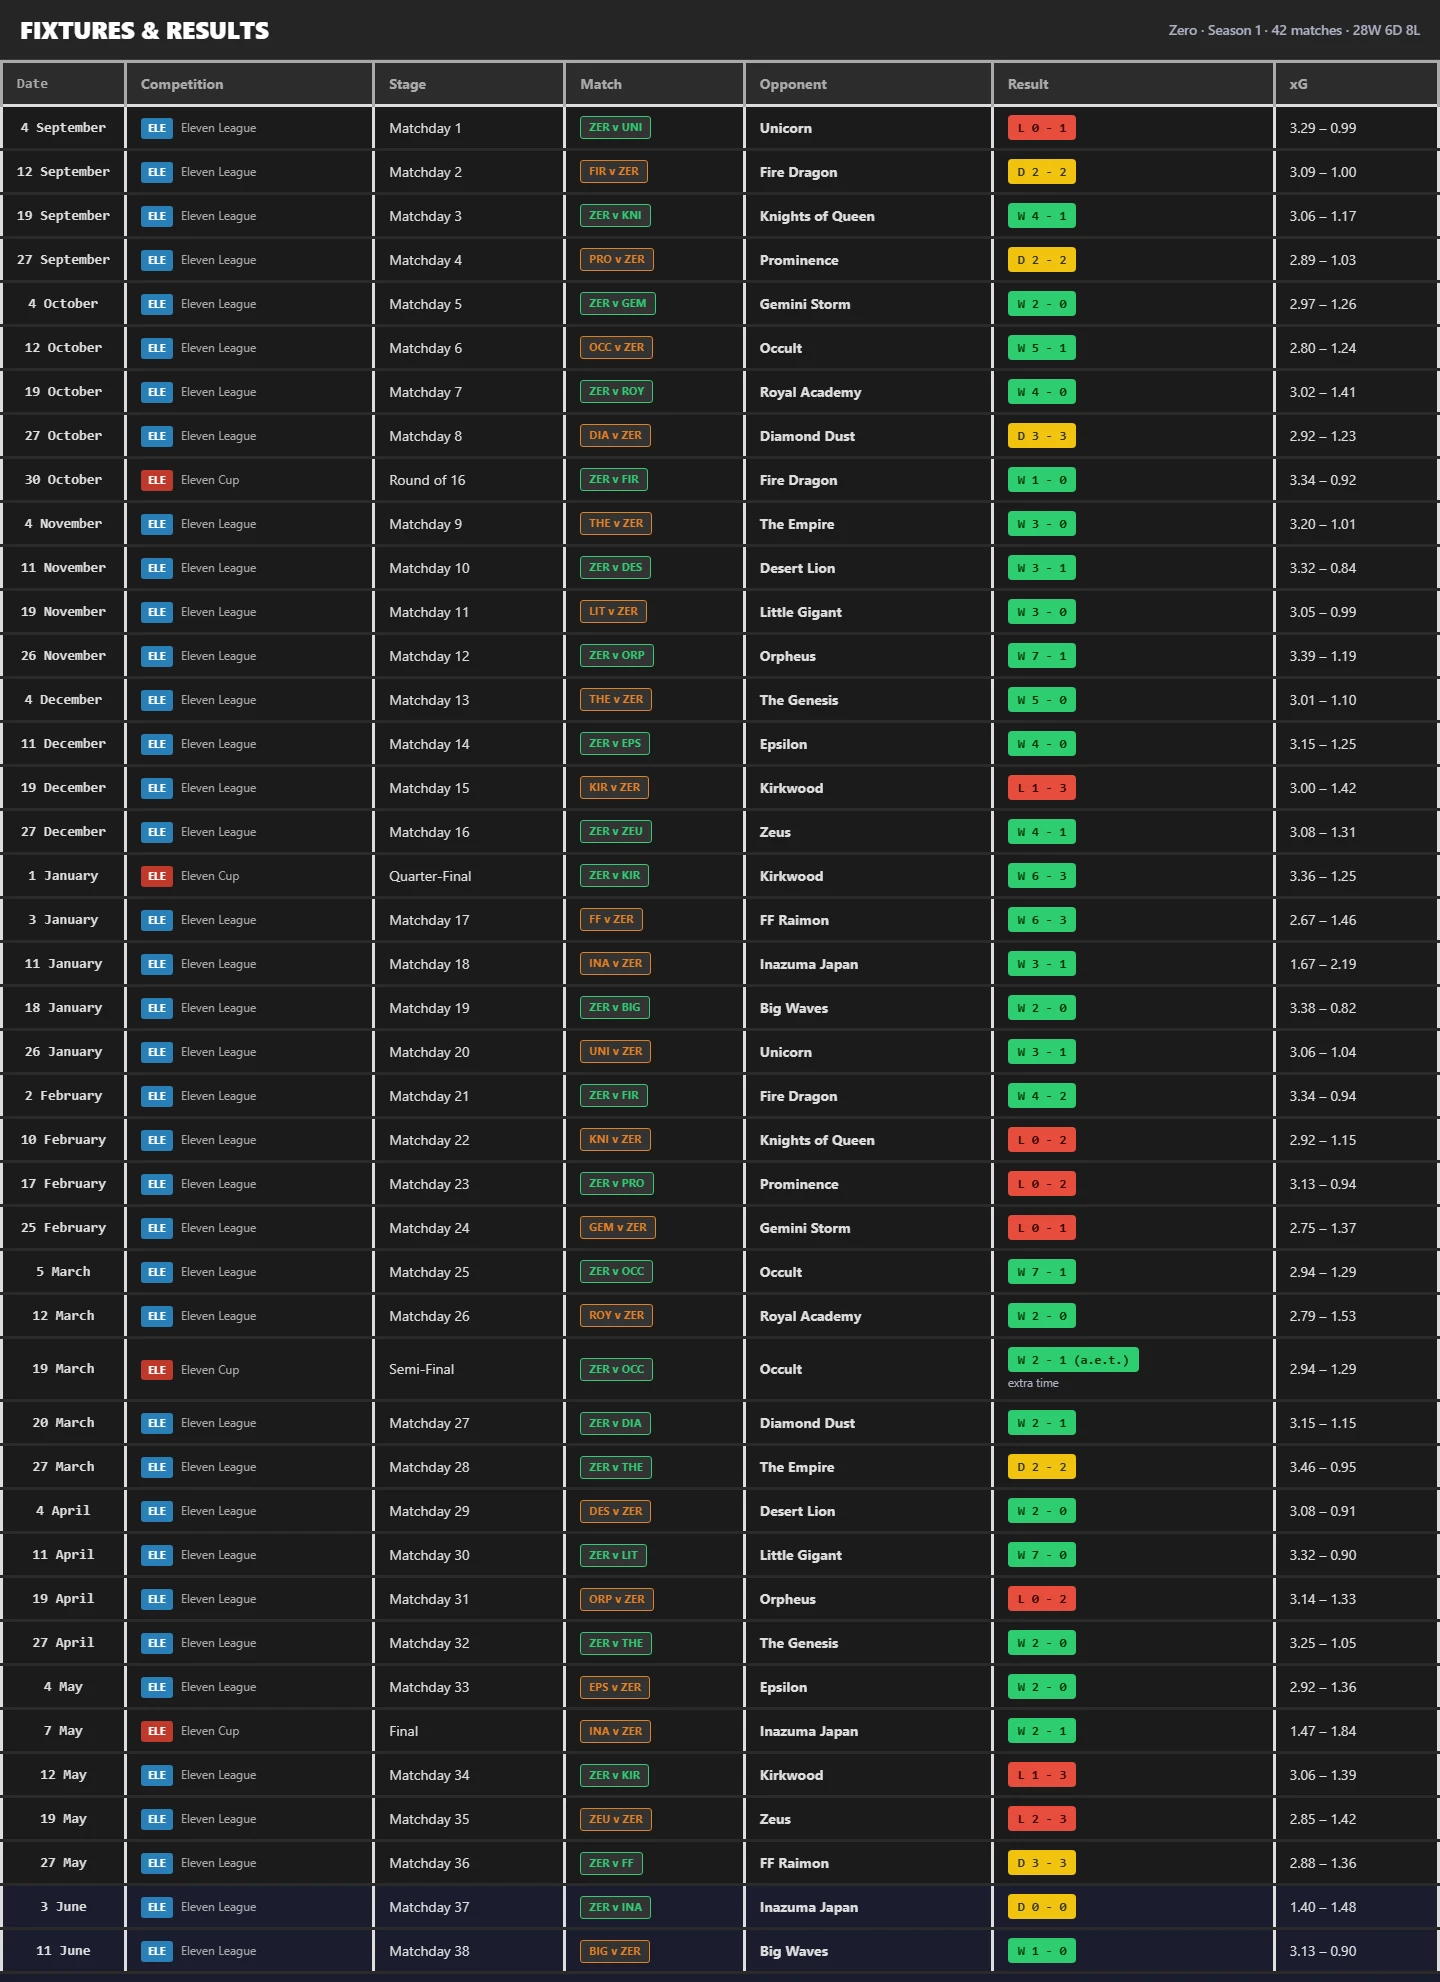 FIXTURES & RESULTS
Zero · Season 1 · 42 matches · 28W 6D 8L
Date Competition Stage Match Opponent Result xG
4 September ELE Eleven League Matchday 1 ZER v UNI Unicorn L 0 - 1 3.29 – 0.99
12 September ELE Eleven League Matchday 2 FIR v ZER Fire Dragon D 2 - 2 3.09 – 1.00
19 September ELE Eleven League Matchday 3 ZER v KNI Knights of Queen W 4 - 1 3.06 – 1.17
27 September ELE Eleven League Matchday 4 PRO v ZER Prominence D 2 - 2 2.89 – 1.03
4 October ELE Eleven League Matchday 5 ZER v GEM Gemini Storm W 2 - 0 2.97 – 1.26
12 October ELE Eleven League Matchday 6 OCC v ZER Occult W 5 - 1 2.80 – 1.24
19 October ELE Eleven League Matchday 7 ZER v ROY Royal Academy W 4 - 0 3.02 – 1.41
27 October ELE Eleven League Matchday 8 DIA v ZER Diamond Dust D 3 - 3 2.92 – 1.23
30 October ELE Eleven Cup Round of 16 ZER v FIR Fire Dragon W 1 - 0 3.34 – 0.92
4 November ELE Eleven League Matchday 9 THE v ZER The Empire W 3 - 0 3.20 – 1.01
11 November ELE Eleven League Matchday 10 ZER v DES Desert Lion W 3 - 1 3.32 – 0.84
19 November ELE Eleven League Matchday 11 LIT v ZER Little Gigant W 3 - 0 3.05 – 0.99
26 November ELE Eleven League Matchday 12 ZER v ORP Orpheus W 7 - 1 3.39 – 1.19
4 December ELE Eleven League Matchday 13 THE v ZER The Genesis W 5 - 0 3.01 – 1.10
11 December ELE Eleven League Matchday 14 ZER v EPS Epsilon W 4 - 0 3.15 – 1.25
19 December ELE Eleven League Matchday 15 KIR v ZER Kirkwood L 1 - 3 3.00 – 1.42
27 December ELE Eleven League Matchday 16 ZER v ZEU Zeus W 4 - 1 3.08 – 1.31
1 January ELE Eleven Cup Quarter-Final ZER v KIR Kirkwood W 6 - 3 3.36 – 1.25
3 January ELE Eleven League Matchday 17 FF v ZER FF Raimon W 6 - 3 2.67 – 1.46
11 January ELE Eleven League Matchday 18 INA v ZER Inazuma Japan W 3 - 1 1.67 – 2.19
18 January ELE Eleven League Matchday 19 ZER v BIG Big Waves W 2 - 0 3.38 – 0.82
26 January ELE Eleven League Matchday 20 UNI v ZER Unicorn W 3 - 1 3.06 – 1.04
2 February ELE Eleven League Matchday 21 ZER v FIR Fire Dragon W 4 - 2 3.34 – 0.94
10 February ELE Eleven League Matchday 22 KNI v ZER Knights of Queen L 0 - 2 2.92 – 1.15
17 February ELE Eleven League Matchday 23 ZER v PRO Prominence L 0 - 2 3.13 – 0.94
25 February ELE Eleven League Matchday 24 GEM v ZER Gemini Storm L 0 - 1 2.75 – 1.37
5 March ELE Eleven League Matchday 25 ZER v OCC Occult W 7 - 1 2.94 – 1.29
12 March ELE Eleven League Matchday 26 ROY v ZER Royal Academy W 2 - 0 2.79 – 1.53
19 March ELE Eleven Cup Semi-Final ZER v OCC Occult W 2 - 1 (a.e.t.) 2.94 – 1.29
extra time
20 March ELE Eleven League Matchday 27 ZER v DIA Diamond Dust W 2 - 1 3.15 – 1.15
27 March ELE Eleven League Matchday 28 ZER v THE The Empire D 2 - 2 3.46 – 0.95
4 April ELE Eleven League Matchday 29 DES v ZER Desert Lion W 2 - 0 3.08 – 0.91
11 April ELE Eleven League Matchday 30 ZER v LIT Little Gigant W 7 - 0 3.32 – 0.90
19 April ELE Eleven League Matchday 31 ORP v ZER Orpheus L 0 - 2 3.14 – 1.33
27 April ELE Eleven League Matchday 32 ZER v THE The Genesis W 2 - 0 3.25 – 1.05
4 May ELE Eleven League Matchday 33 EPS v ZER Epsilon W 2 - 0 2.92 – 1.36
7 May ELE Eleven Cup Final INA v ZER Inazuma Japan W 2 - 1 1.47 – 1.84
12 May ELE Eleven League Matchday 34 ZER v KIR Kirkwood L 1 - 3 3.06 – 1.39
19 May ELE Eleven League Matchday 35 ZEU v ZER Zeus L 2 - 3 2.85 – 1.42
27 May ELE Eleven League Matchday 36 ZER v FF FF Raimon D 3 - 3 2.88 – 1.36
3 June ELE Eleven League Matchday 37 ZER v INA Inazuma Japan D 0 - 0 1.40 – 1.48
11 June ELE Eleven League Matchday 38 BIG v ZER Big Waves W 1 - 0 3.13 – 0.90